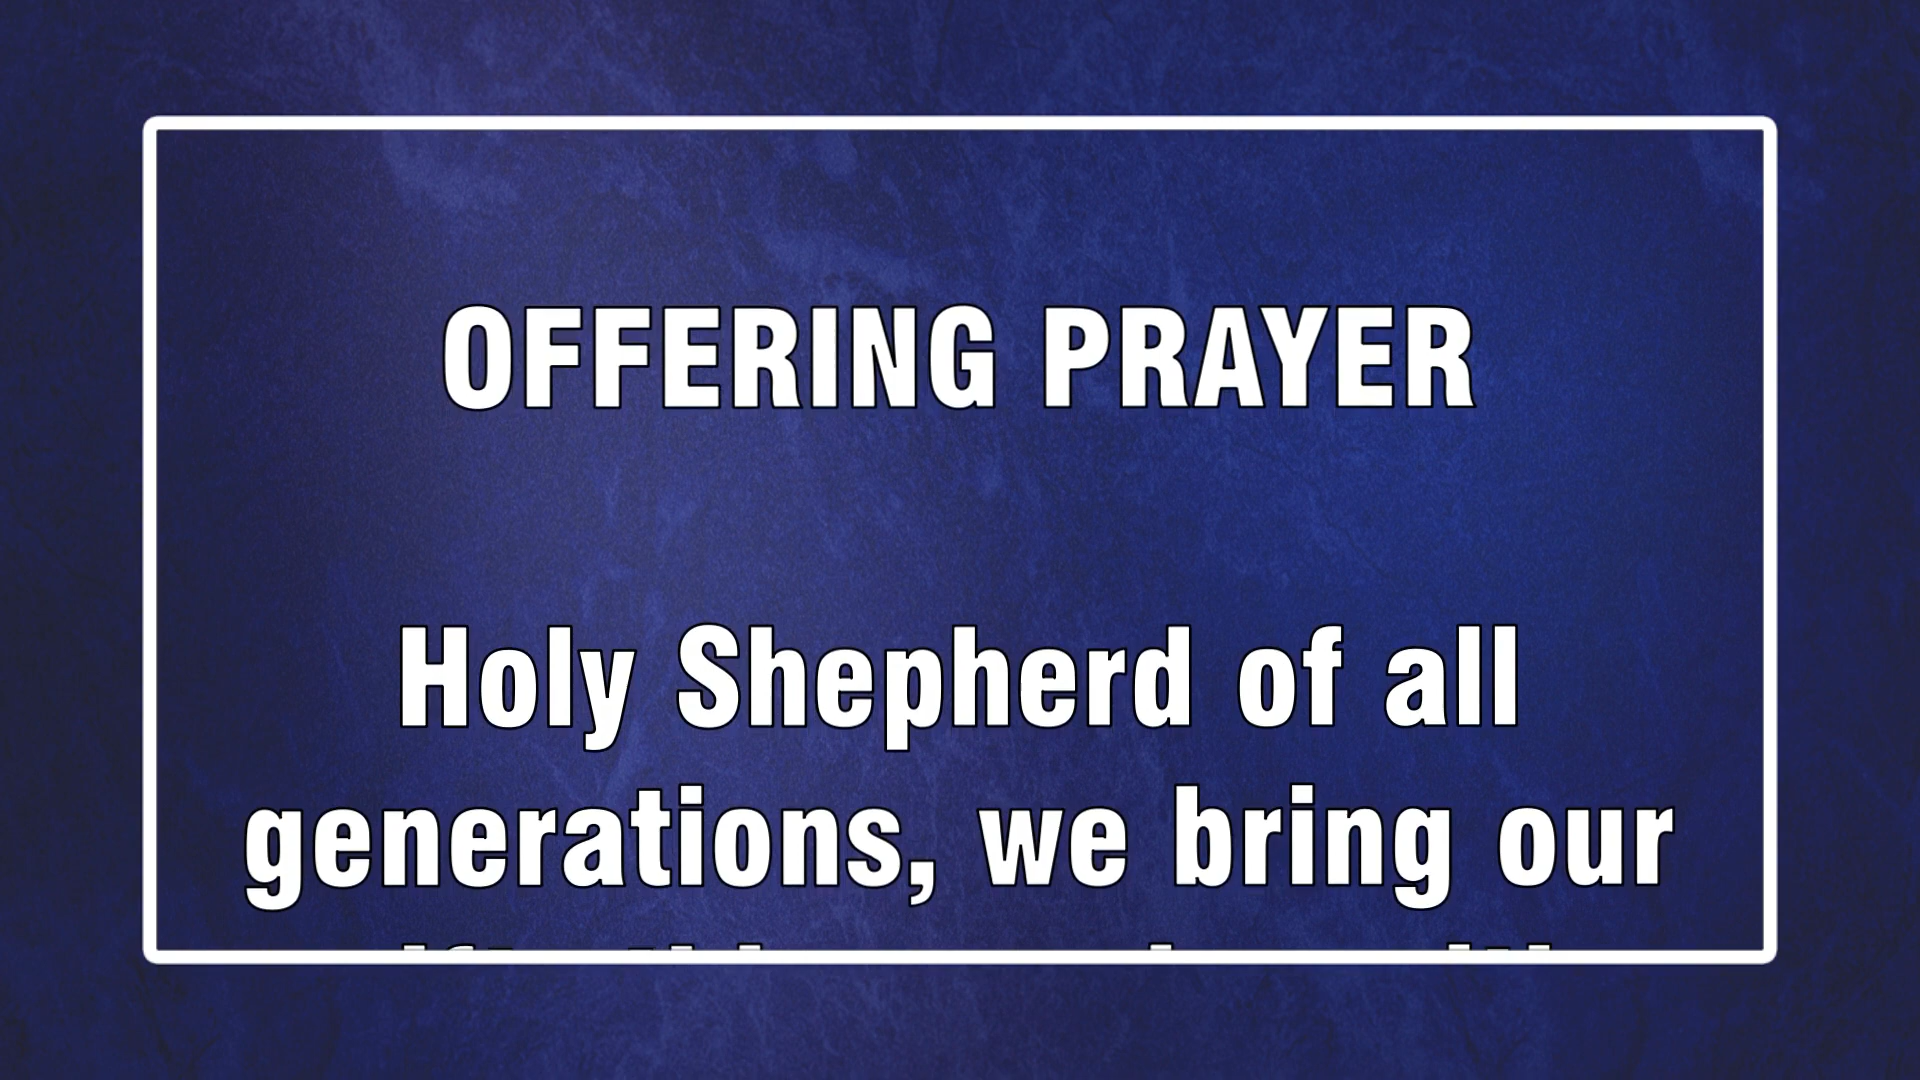 OFFERING PRAYER
Holy Shepherd of all
generations, we bring our